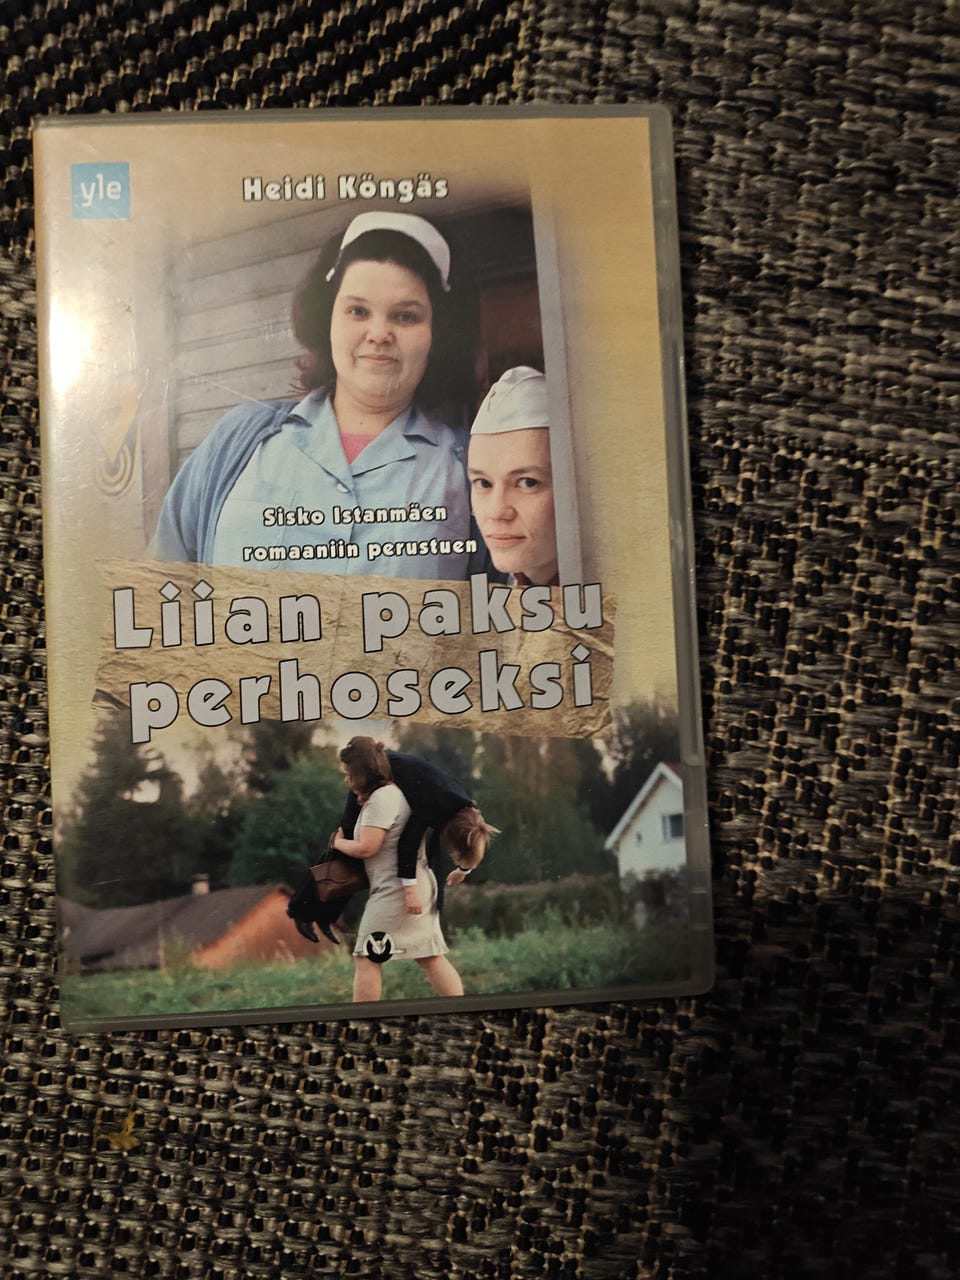 yle
Heidi Köngäs
Sisko Istanmäen
romaaniin perustuen
Liian paksu
perhoseksi